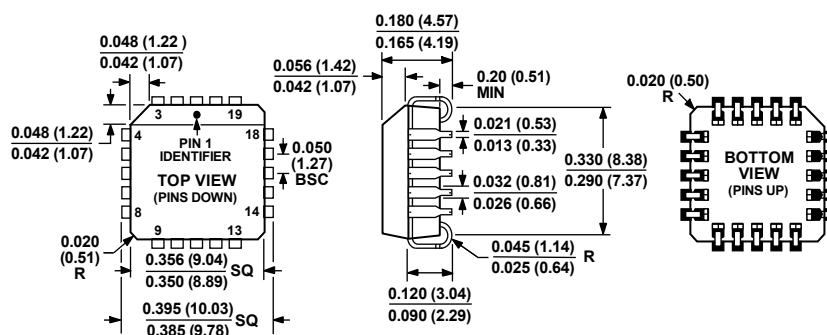 0.048 (1.22 )
0.042 (1.07)
0.048 (1.22)
0.042 (1.07)
3
19
4
18
PIN 1
IDENTIFIER
TOP VIEW
(PINS DOWN)
8
14
9
13
0.050
(1.27)
BSC
0.020
(0.51)
R
0.356 (9.04)
0.350 (8.89)
SQ
0.395 (10.03)
0.385 (9.78)
SQ
0.180 (4.57)
0.165 (4.19)
0.056 (1.42)
0.042 (1.07)
0.20 (0.51)
MIN
0.021 (0.53)
0.013 (0.33)
0.032 (0.81)
0.026 (0.66)
0.330 (8.38)
0.290 (7.37)
0.045 (1.14)
0.025 (0.64)
R
0.120 (3.04)
0.090 (2.29)
0.020 (0.50)
R
BOTTOM
VIEW
(PINS UP)